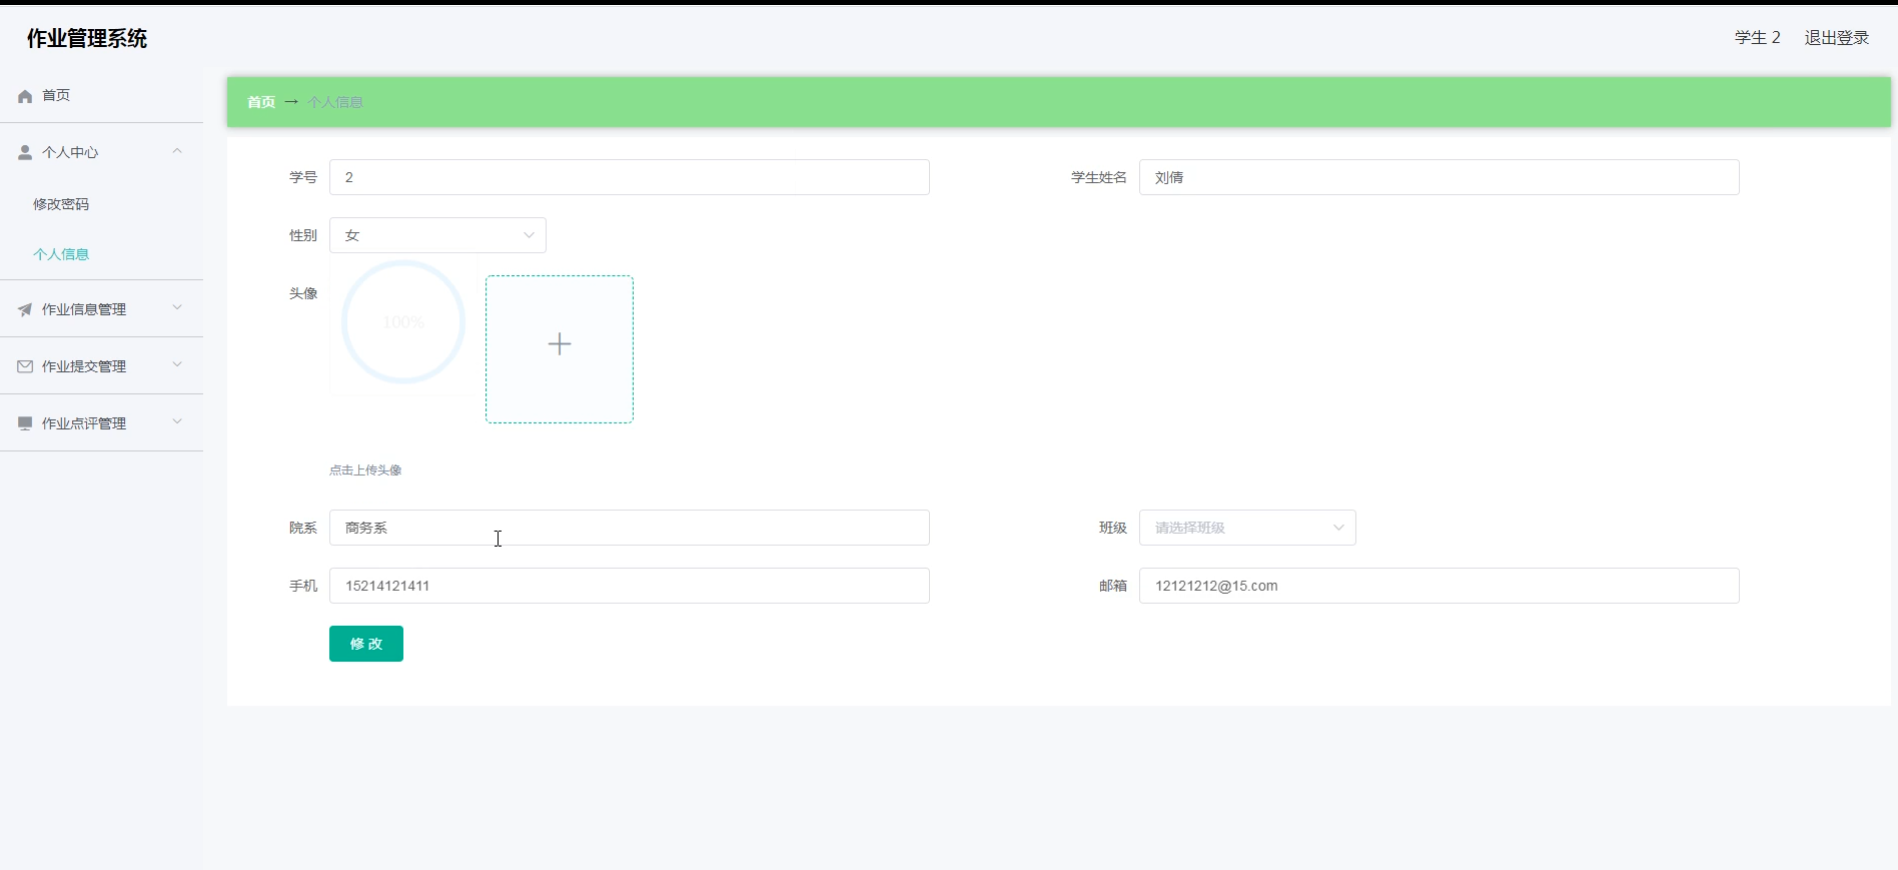 作业管理系统
学生 2 退出登录
首页
个人中心
修改密码
个人信息
作业信息管理
作业提交管理
作业点评管理
首页 → 个人信息
学号 2
学生姓名 刘倩
性别 女
头像
100%
点击上传头像
院系 商务系
班级 请选择班级
手机 15214121411
邮箱 12121212@15.com
修改